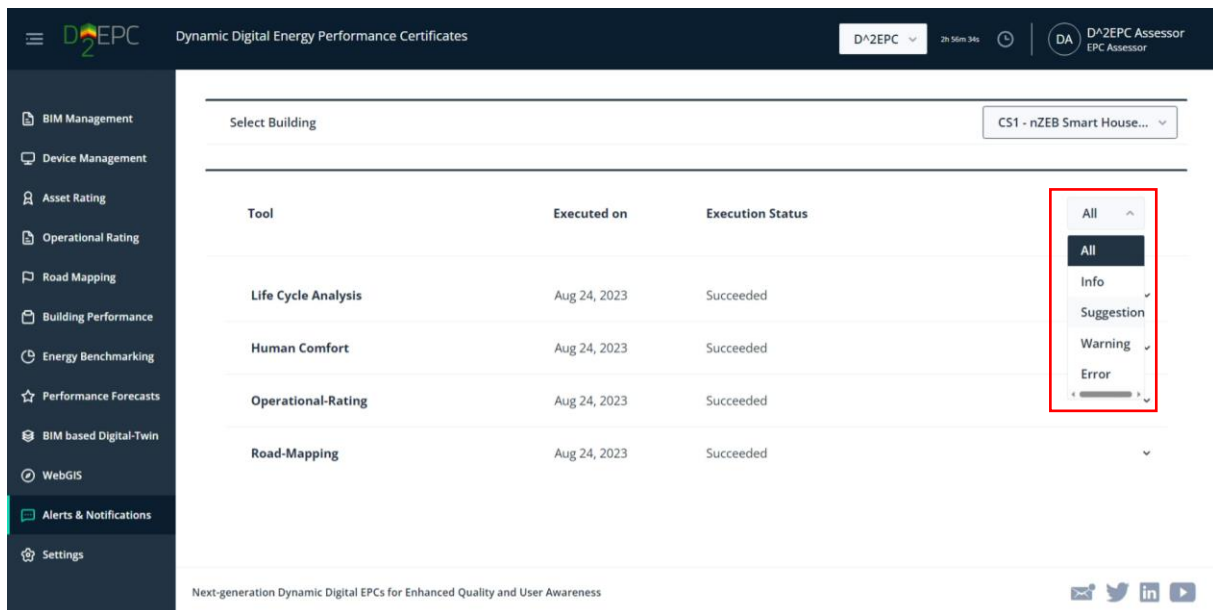 D2EPC
Dynamic Digital Energy Performance Certificates
D^2EPC
2h 56m 34s
DA
D^2EPC Assessor
EPC Assessor
BIM Management
Device Management
Asset Rating
Operational Rating
Road Mapping
Building Performance
Energy Benchmarking
Performance Forecasts
BIM based Digital-Twin
WebGIS
Alerts & Notifications
Settings
Select Building
CS1 - nZEB Smart House...
Tool Executed on Execution Status All
All
Info
Suggestion
Warning
Error
Life Cycle Analysis Aug 24, 2023 Succeeded
Human Comfort Aug 24, 2023 Succeeded
Operational-Rating Aug 24, 2023 Succeeded
Road-Mapping Aug 24, 2023 Succeeded
Next-generation Dynamic Digital EPCs for Enhanced Quality and User Awareness
in